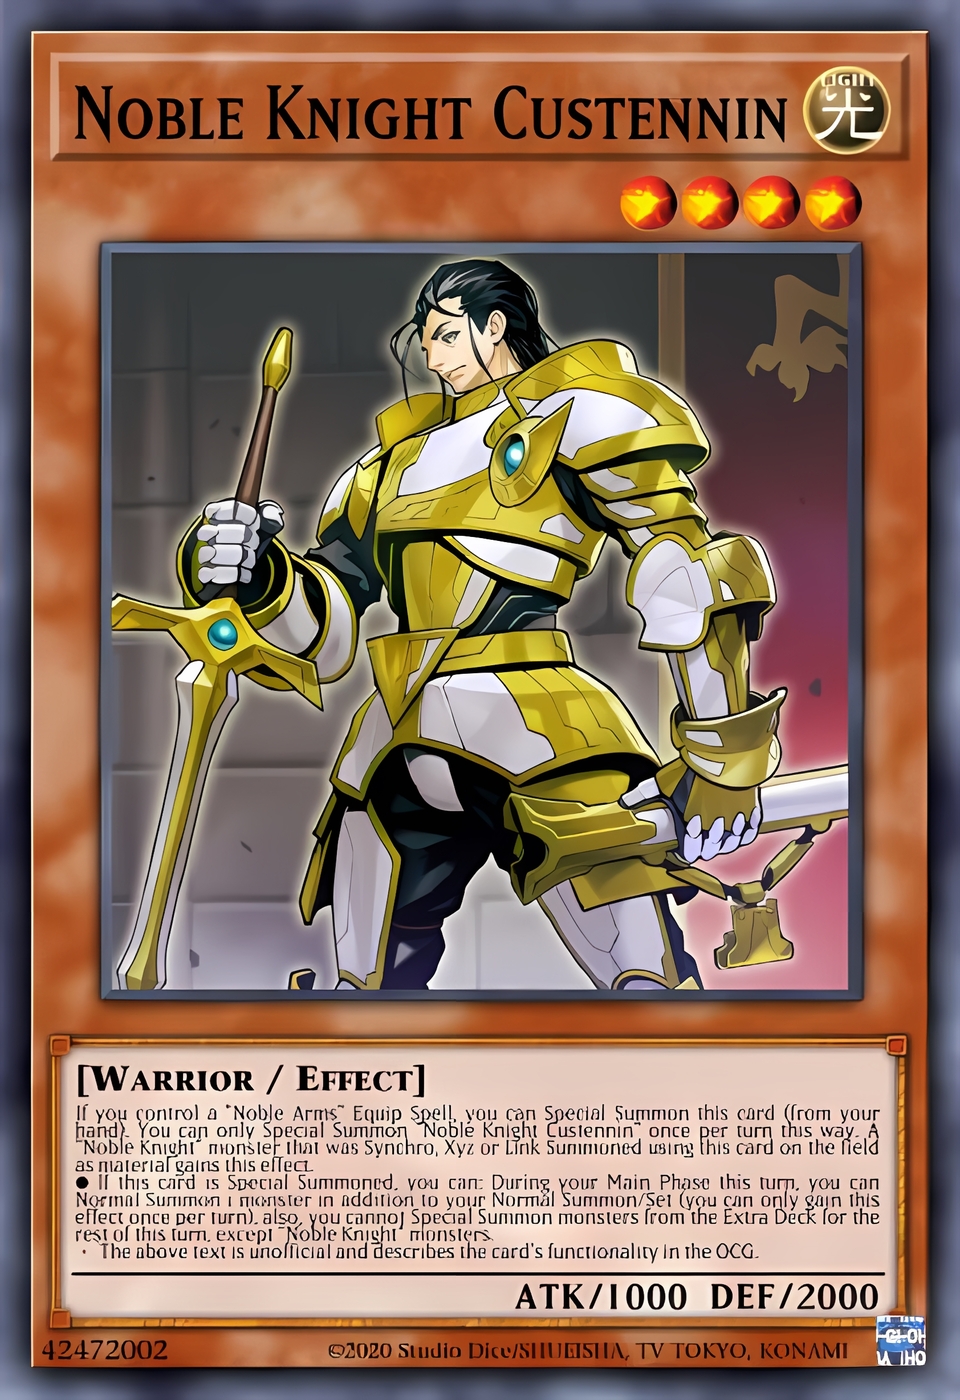 NOBLE KNIGHT CUSTENNIN
光
[WARRIOR / EFFECT]
If you control a "Noble Arms" Equip Spell, you can Special Summon this card (from your
hand). You can only Special Summon "Noble Knight Custennin" once per turn this way. A
"Noble Knight" monster that was Synchro, Xyz or Link Summoned using this card on the field
as material gains this effect.
● If this card is Special Summoned, you can: During your Main Phase this turn, you can
Normal Summon 1 monster in addition to your Normal Summon/Set (you can only gain this
effect once per turn), also, you cannot Special Summon monsters from the Extra Deck for the
rest of this turn, except "Noble Knight" monsters.
· The above text is unofficial and describes the card's functionality in the OCG.
ATK/1000 DEF/2000
42472002 ©2020 Studio Dice/SHUEISHA, TV TOKYO, KONAMI